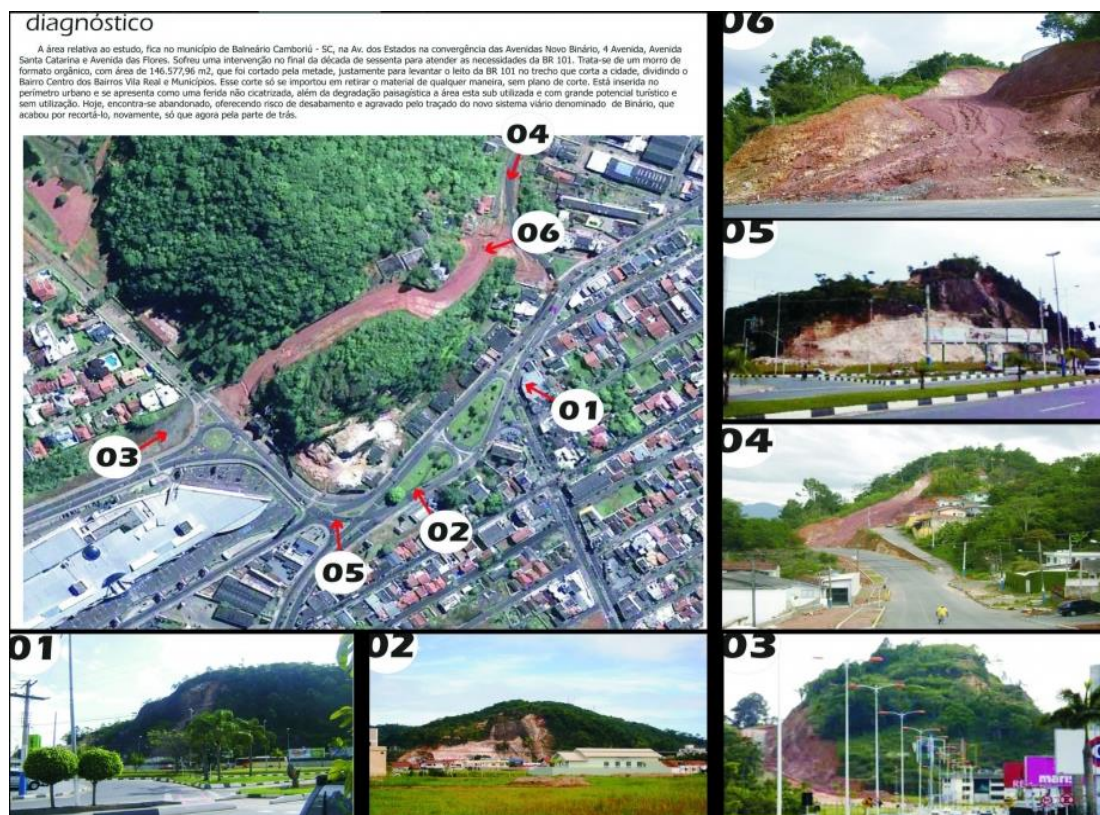 diagnóstico
A área relativa ao estudo, fica no município de Balneário Camboriú - SC, na Av. dos Estados na convergência das Avenidas Novo Binário, 4 Avenida, Avenida
Santa Catarina e Avenida das Flores. Sofreu uma intervenção no final da década de sessenta para atender as necessidades da BR 101. Trata-se de um morro de
formato orgânico, com área de 146.577,96 m2, que foi cortado pela metade, justamente para levantar o leito da BR 101 no trecho que corta a cidade, dividindo o
Bairro Centro dos Bairros Vila Real e Municípios. Esse corte só se importou em retirar o material de qualquer maneira, sem plano de corte. Está inserida no
perímetro urbano e se apresenta como uma ferida não cicatrizada, além da degradação paisagística a área esta sub utilizada e com grande potencial turístico e
sem utilização. Hoje, encontra-se abandonado, oferecendo risco de desabamento e agravado pelo traçado do novo sistema viário denominado de Binário, que
acabou por recortá-lo, novamente, só que agora pela parte de trás.
04
06
01
03
02
05
06
05
04
01
02
03